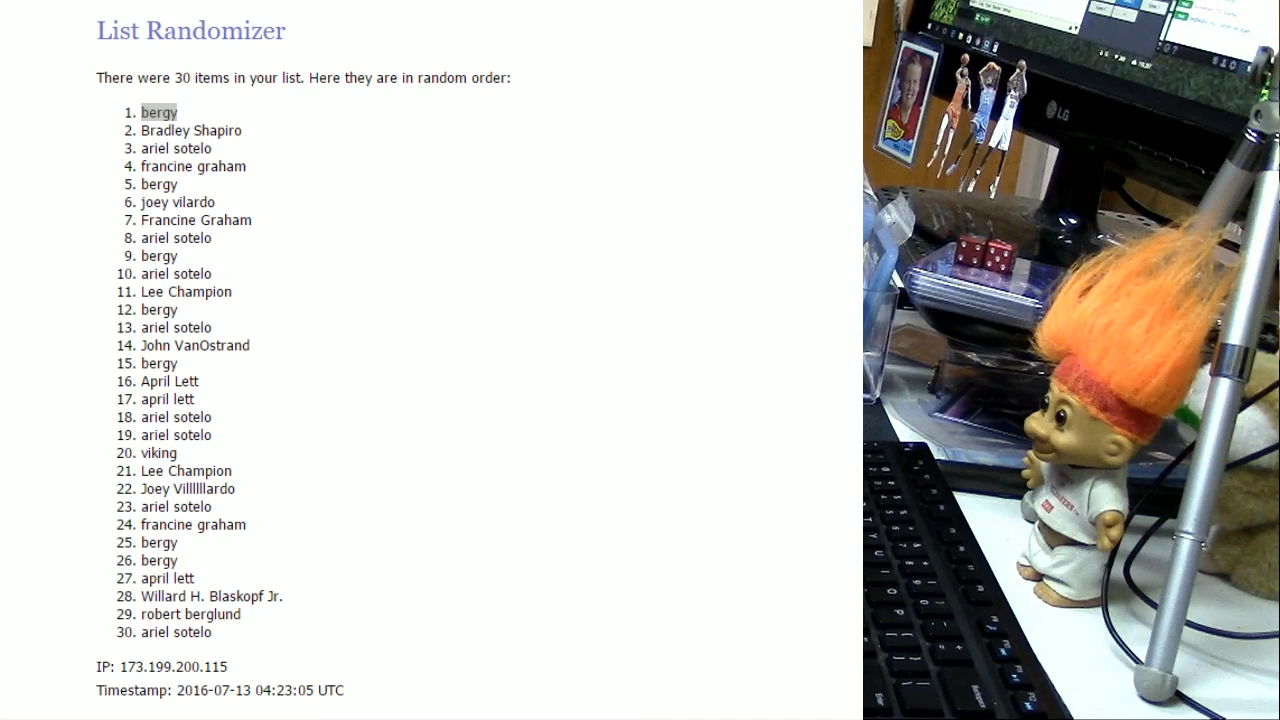 List Randomizer
There were 30 items in your list. Here they are in random order:
1. bergy
2. Bradley Shapiro
3. ariel sotelo
4. francine graham
5. bergy
6. joey vilardo
7. Francine Graham
8. ariel sotelo
9. bergy
10. ariel sotelo
11. Lee Champion
12. bergy
13. ariel sotelo
14. John VanOstrand
15. bergy
16. April Lett
17. april lett
18. ariel sotelo
19. ariel sotelo
20. viking
21. Lee Champion
22. Joey Villllllardo
23. ariel sotelo
24. francine graham
25. bergy
26. bergy
27. april lett
28. Willard H. Blaskopf Jr.
29. robert berglund
30. ariel sotelo
IP: 173.199.200.115
Timestamp: 2016-07-13 04:23:05 UTC
LG